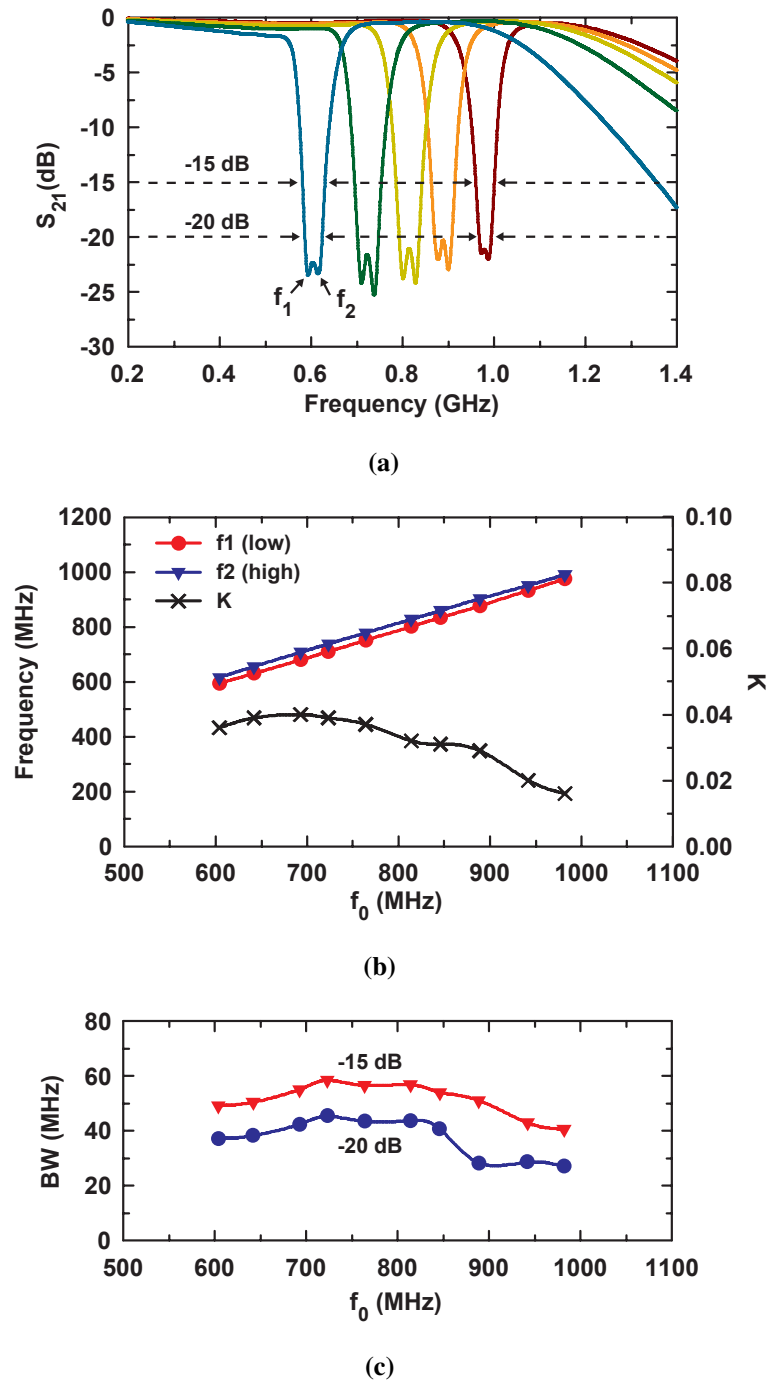 0
-5
-10
-15
-20
-25
-30
S21(dB)
-15 dB
-20 dB
f1
f2
0.2 0.4 0.6 0.8 1.0 1.2 1.4
Frequency (GHz)
(a)
1200
1000
800
600
400
200
0
Frequency (MHz)
f1 (low)
f2 (high)
K
0.10
0.08
0.06
0.04
0.02
0.00
K
500 600 700 800 900 1000 1100
f0 (MHz)
(b)
80
60
40
20
0
BW (MHz)
-15 dB
-20 dB
500 600 700 800 900 1000 1100
f0 (MHz)
(c)